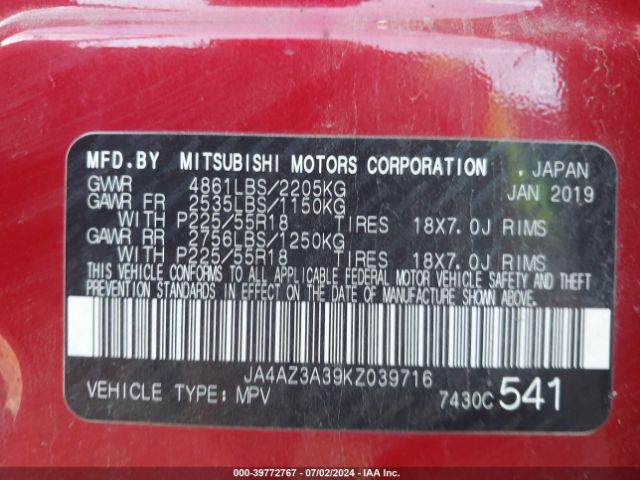 MFD.BY MITSUBISHI MOTORS CORPORATION . JAPAN
GVWR 4861LBS/2205KG JAN 2019
GAWR FR 2535LBS/1150KG
WITH P225/55R18 TIRES 18X7.0J RIMS
GAWR RR 2756LBS/1250KG
WITH P225/55R18 TIRES 18X7.0J RIMS
THIS VEHICLE CONFORMS TO ALL APPLICABLE FEDERAL MOTOR VEHICLE SAFETY AND THEFT
PREVENTION STANDARDS IN EFFECT ON THE DATE OF MANUFACTURE SHOWN ABOVE.
JA4AZ3A39KZ039716
VEHICLE TYPE: MPV 7430C 541
© -39772767 - 07/02/2024 - IAA Inc.